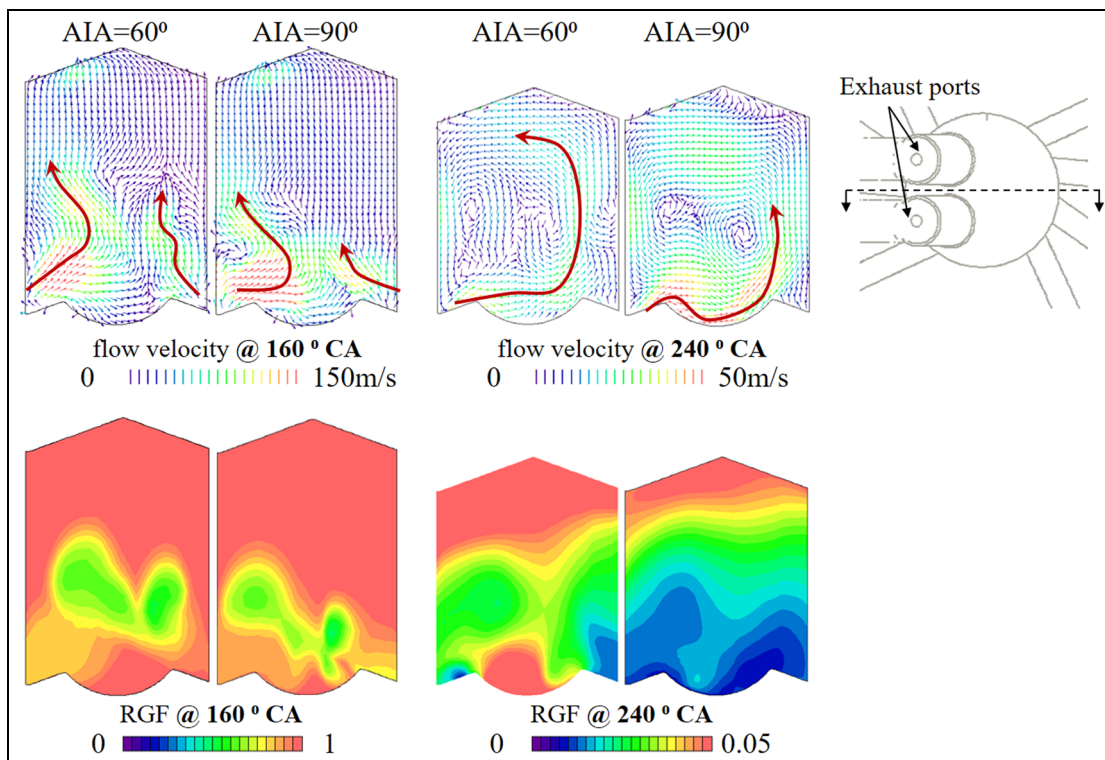 AIA=60⁰ AIA=90⁰ AIA=60⁰ AIA=90⁰
Exhaust ports
flow velocity @ 160 ⁰ CA flow velocity @ 240 ⁰ CA
0 150m/s 0 50m/s
RGF @ 160 ⁰ CA RGF @ 240 ⁰ CA
0 1 0 0.05